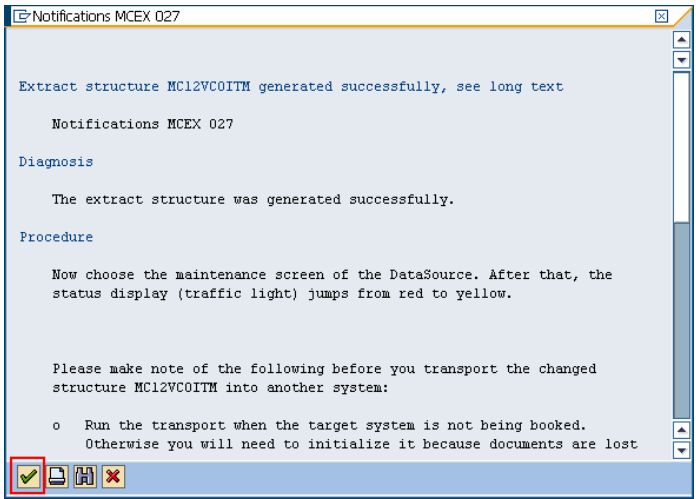 Notifications MCEX 027
Extract structure MC12VC0ITM generated successfully, see long text
Notifications MCEX 027
Diagnosis
The extract structure was generated successfully.
Procedure
Now choose the maintenance screen of the DataSource. After that, the
status display (traffic light) jumps from red to yellow.
Please make note of the following before you transport the changed
structure MC12VC0ITM into another system:
o Run the transport when the target system is not being booked.
Otherwise you will need to initialize it because documents are lost